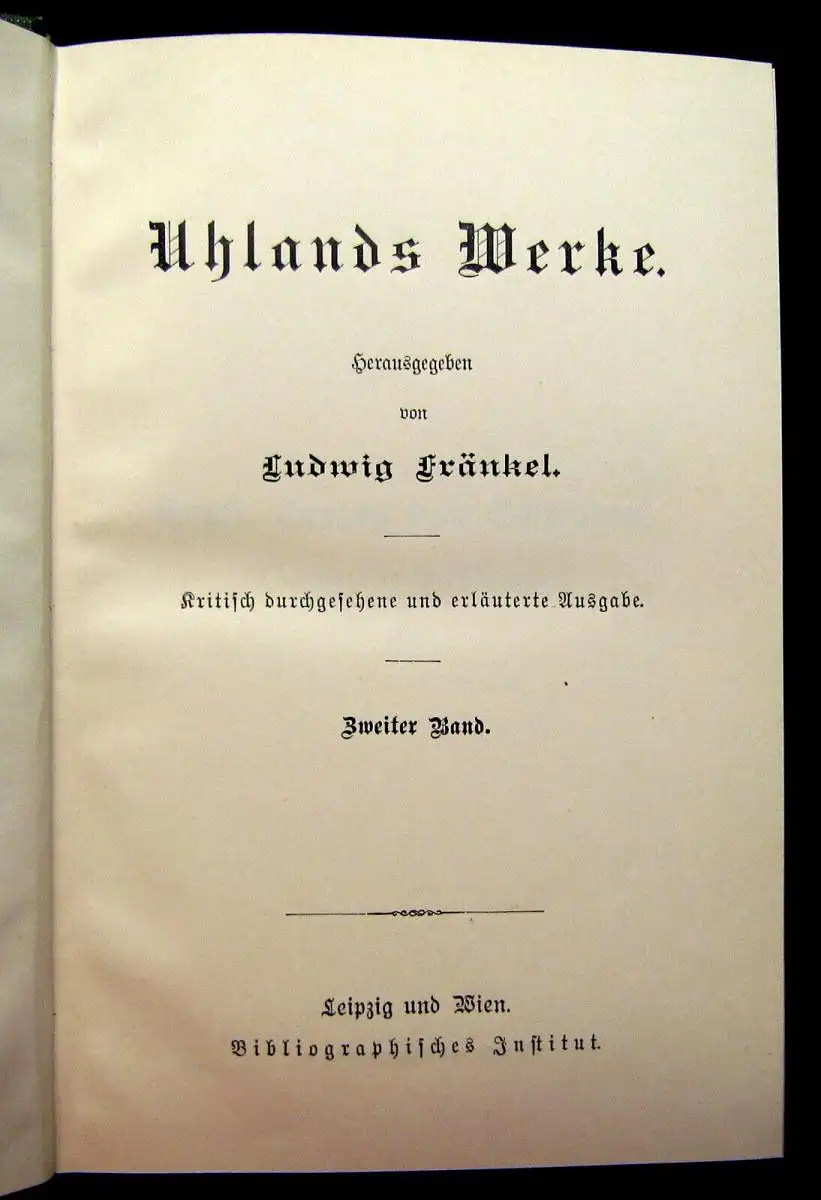 Uhlands Werke.
Herausgegeben
von
Ludwig Fränkel.
Kritisch durchgesehene und erläuterte Ausgabe.
Zweiter Band.
Leipzig und Wien.
Bibliographisches Institut.